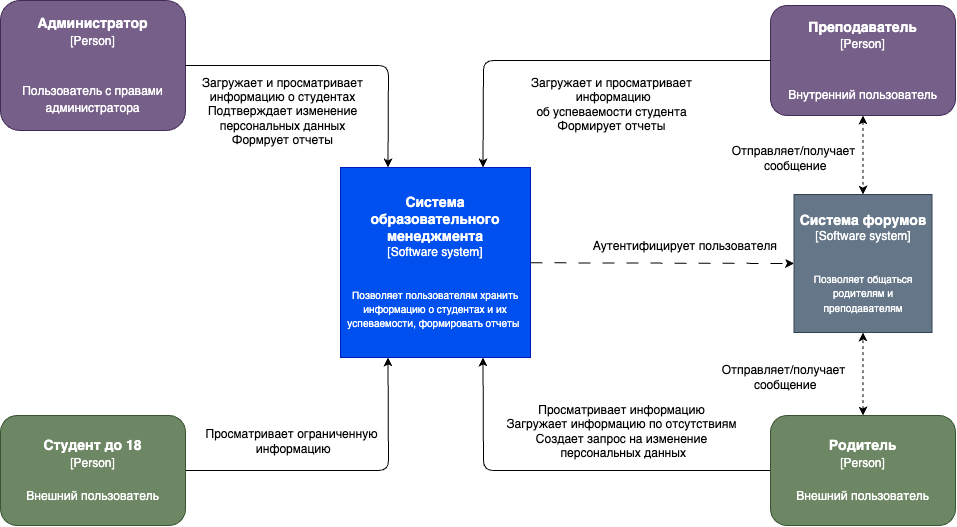 Администратор
[Person]
Пользователь с правами
администратора
Загружает и просматривает
информацию о студентах
Подтверждает изменение
персональных данных
Формрует отчеты
Загружает и просматривает
информацию
об успеваемости студента
Формирует отчеты
Преподаватель
[Person]
Внутренний пользователь
Отправляет/получает
сообщение
Система
образовательного
менеджмента
[Software system]
Позволяет пользователям хранить
информацию о студентах и их
успеваемости, формировать отчеты
Аутентифицирует пользователя
Система форумов
[Software system]
Позволяет общаться
родителям и
преподавателям
Отправляет/получает
сообщение
Студент до 18
[Person]
Внешний пользователь
Просматривает ограниченную
информацию
Просматривает информацию
Загружает информацию по отсутствиям
Создает запрос на изменение
персональных данных
Родитель
[Person]
Внешний пользователь